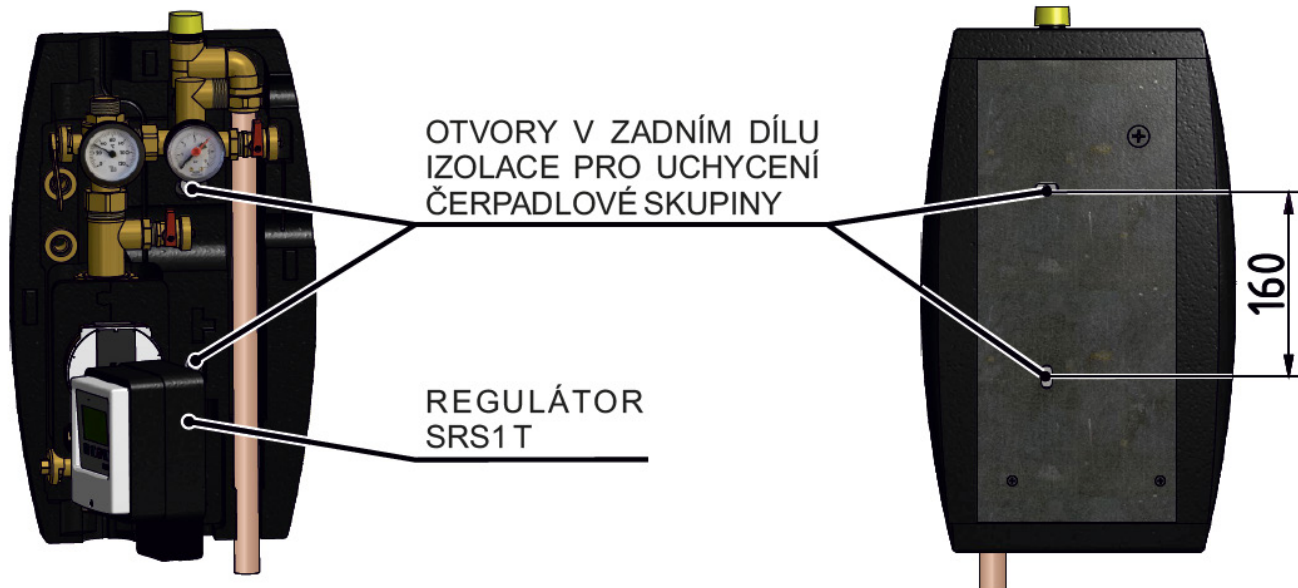 OTVORY V ZADNÍM DÍLU
IZOLACE PRO UCHYCENÍ
ČERPADLOVÉ SKUPINY
160
REGULÁTOR
SRS1 T